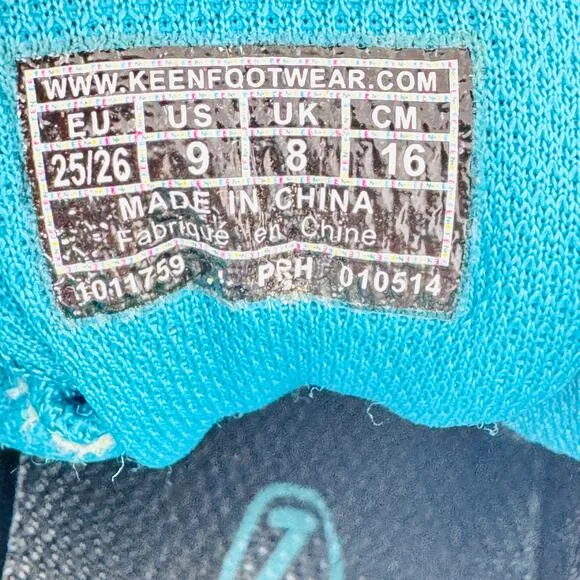 WWW.KEENFOOTWEAR.COM
EU US UK CM
25/26 9 8 16
MADE IN CHINA
Fabriqué en Chine
1011759 PRH 010514